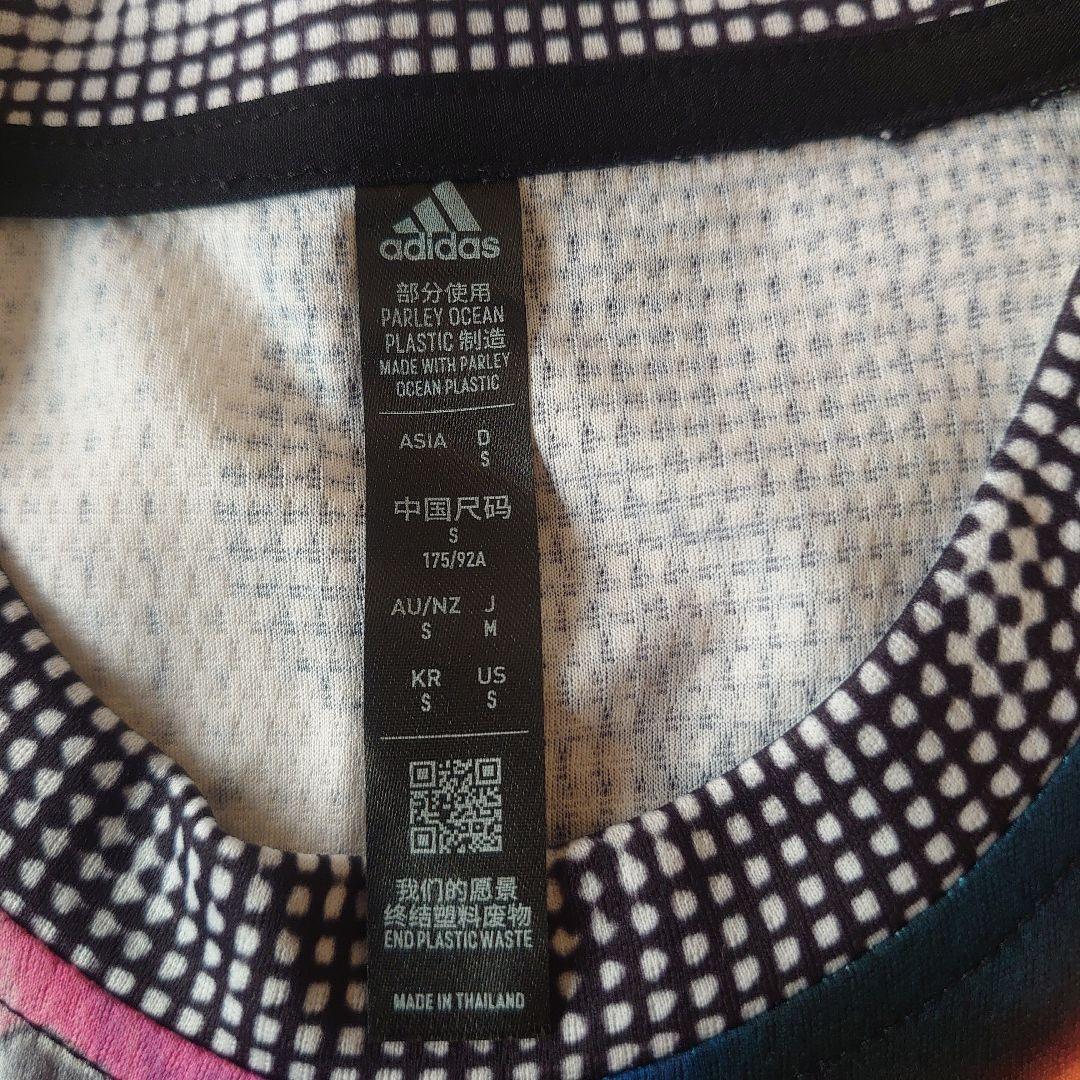 adidas
部分使用
PARLEY OCEAN
PLASTIC 制造
MADE WITH PARLEY
OCEAN PLASTIC
ASIA D
S
中国尺码
S
175/92A
AU/NZ J
S M
KR US
S S
我们的愿景
终结塑料废物
END PLASTIC WASTE
MADE IN THAILAND